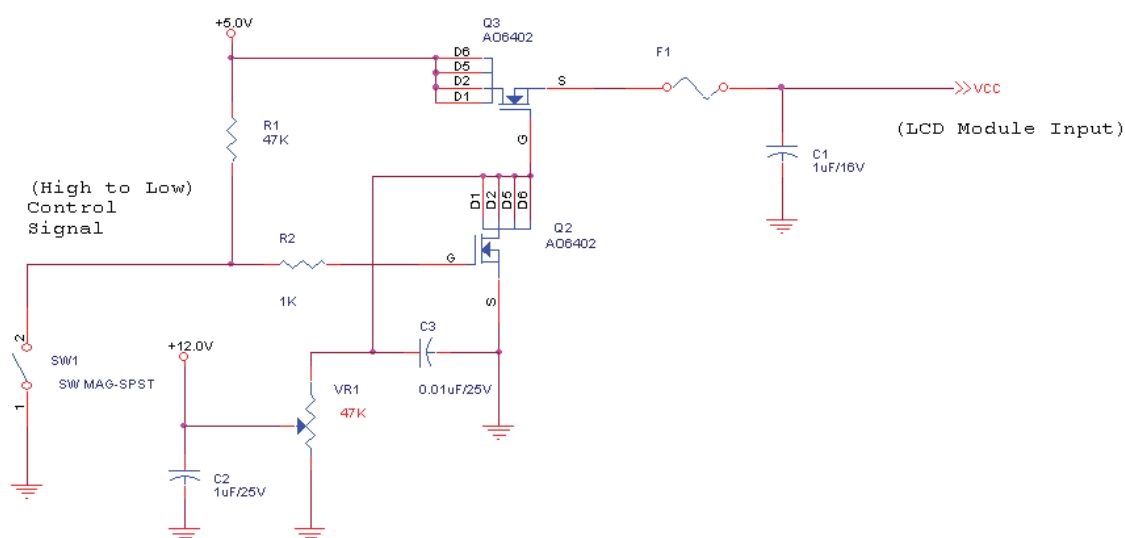 +5.0V
Q3
AO6402
D6
D5
D2
D1
S
G
F1
VCC
(LCD Module Input)
C1
1uF/16V
R1
47K
(High to Low)
Control
Signal
R2
1K
D1
D2
D5
D6
Q2
AO6402
G
S
2
SW1
SW MAG-SPST
1
+12.0V
C3
0.01uF/25V
VR1
47K
C2
1uF/25V